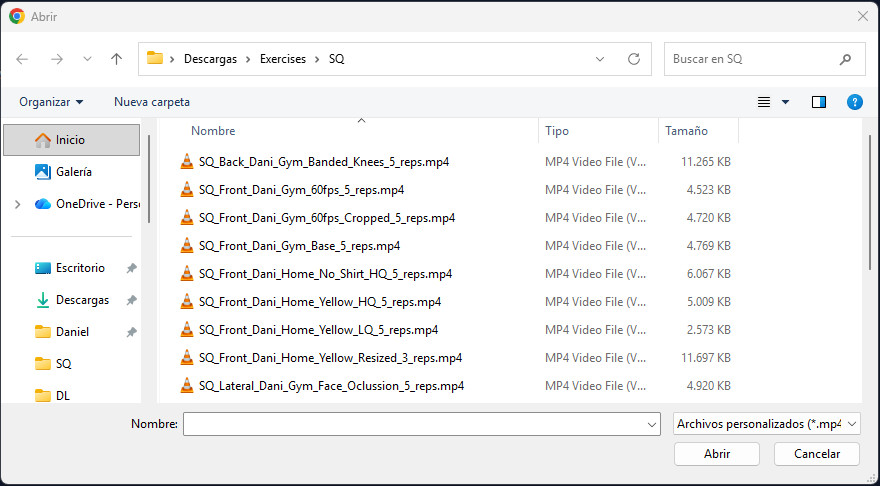 Abrir
Descargas > Exercises > SQ
Buscar en SQ
Organizar
Nueva carpeta
Inicio
Galería
OneDrive - Perso
Escritorio
Descargas
Daniel
SQ
DL
Nombre Tipo Tamaño
SQ_Back_Dani_Gym_Banded_Knees_5_reps.mp4 MP4 Video File (V... 11.265 KB
SQ_Front_Dani_Gym_60fps_5_reps.mp4 MP4 Video File (V... 4.523 KB
SQ_Front_Dani_Gym_60fps_Cropped_5_reps.mp4 MP4 Video File (V... 4.720 KB
SQ_Front_Dani_Gym_Base_5_reps.mp4 MP4 Video File (V... 4.769 KB
SQ_Front_Dani_Home_No_Shirt_HQ_5_reps.mp4 MP4 Video File (V... 6.067 KB
SQ_Front_Dani_Home_Yellow_HQ_5_reps.mp4 MP4 Video File (V... 5.009 KB
SQ_Front_Dani_Home_Yellow_LQ_5_reps.mp4 MP4 Video File (V... 2.573 KB
SQ_Front_Dani_Home_Yellow_Resized_3_reps.mp4 MP4 Video File (V... 11.697 KB
SQ_Lateral_Dani_Gym_Face_Oclussion_5_reps.mp4 MP4 Video File (V... 4.920 KB
Nombre:
Archivos personalizados (*.mp4
Abrir
Cancelar